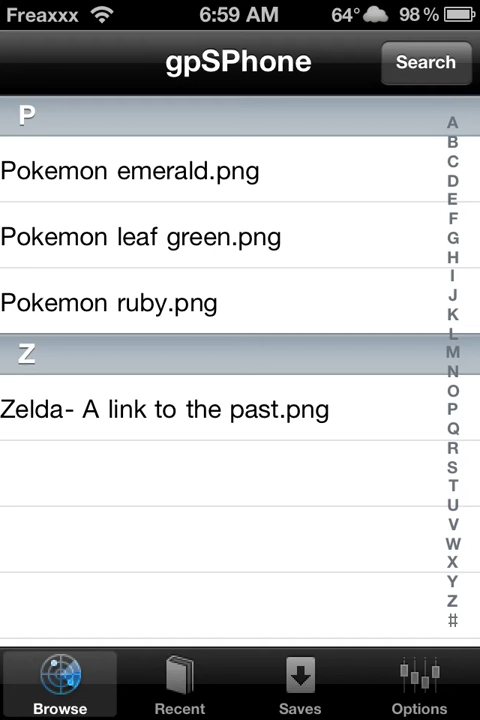 Freaxxx 6:59 AM 64° 98 %
gpSPhone Search
P
Pokemon emerald.png
Pokemon leaf green.png
Pokemon ruby.png
Z
Zelda- A link to the past.png
A
B
C
D
E
F
G
H
I
J
K
L
M
N
O
P
Q
R
S
T
U
V
W
X
Y
Z
#
Browse Recent Saves Options